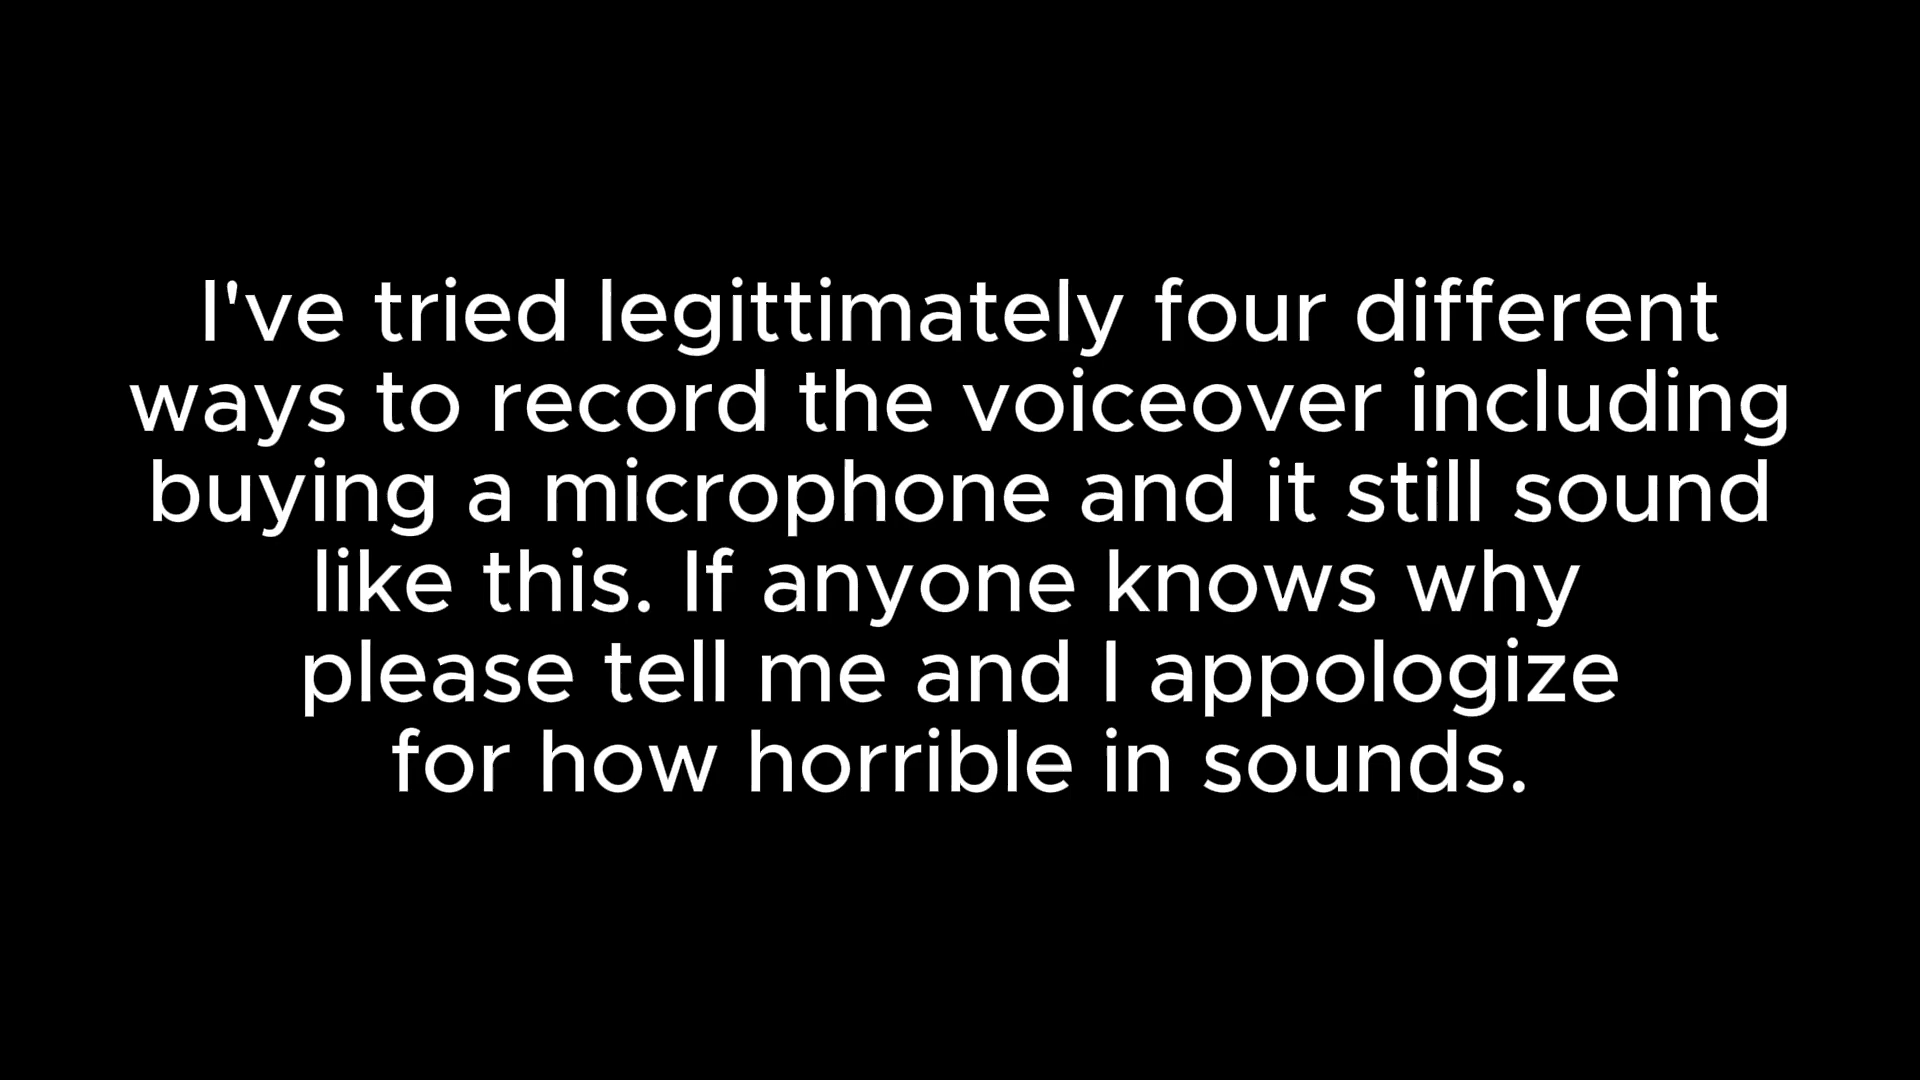 I've tried legittimately four different
ways to record the voiceover including
buying a microphone and it still sound
like this. If anyone knows why
please tell me and I appologize
for how horrible in sounds.